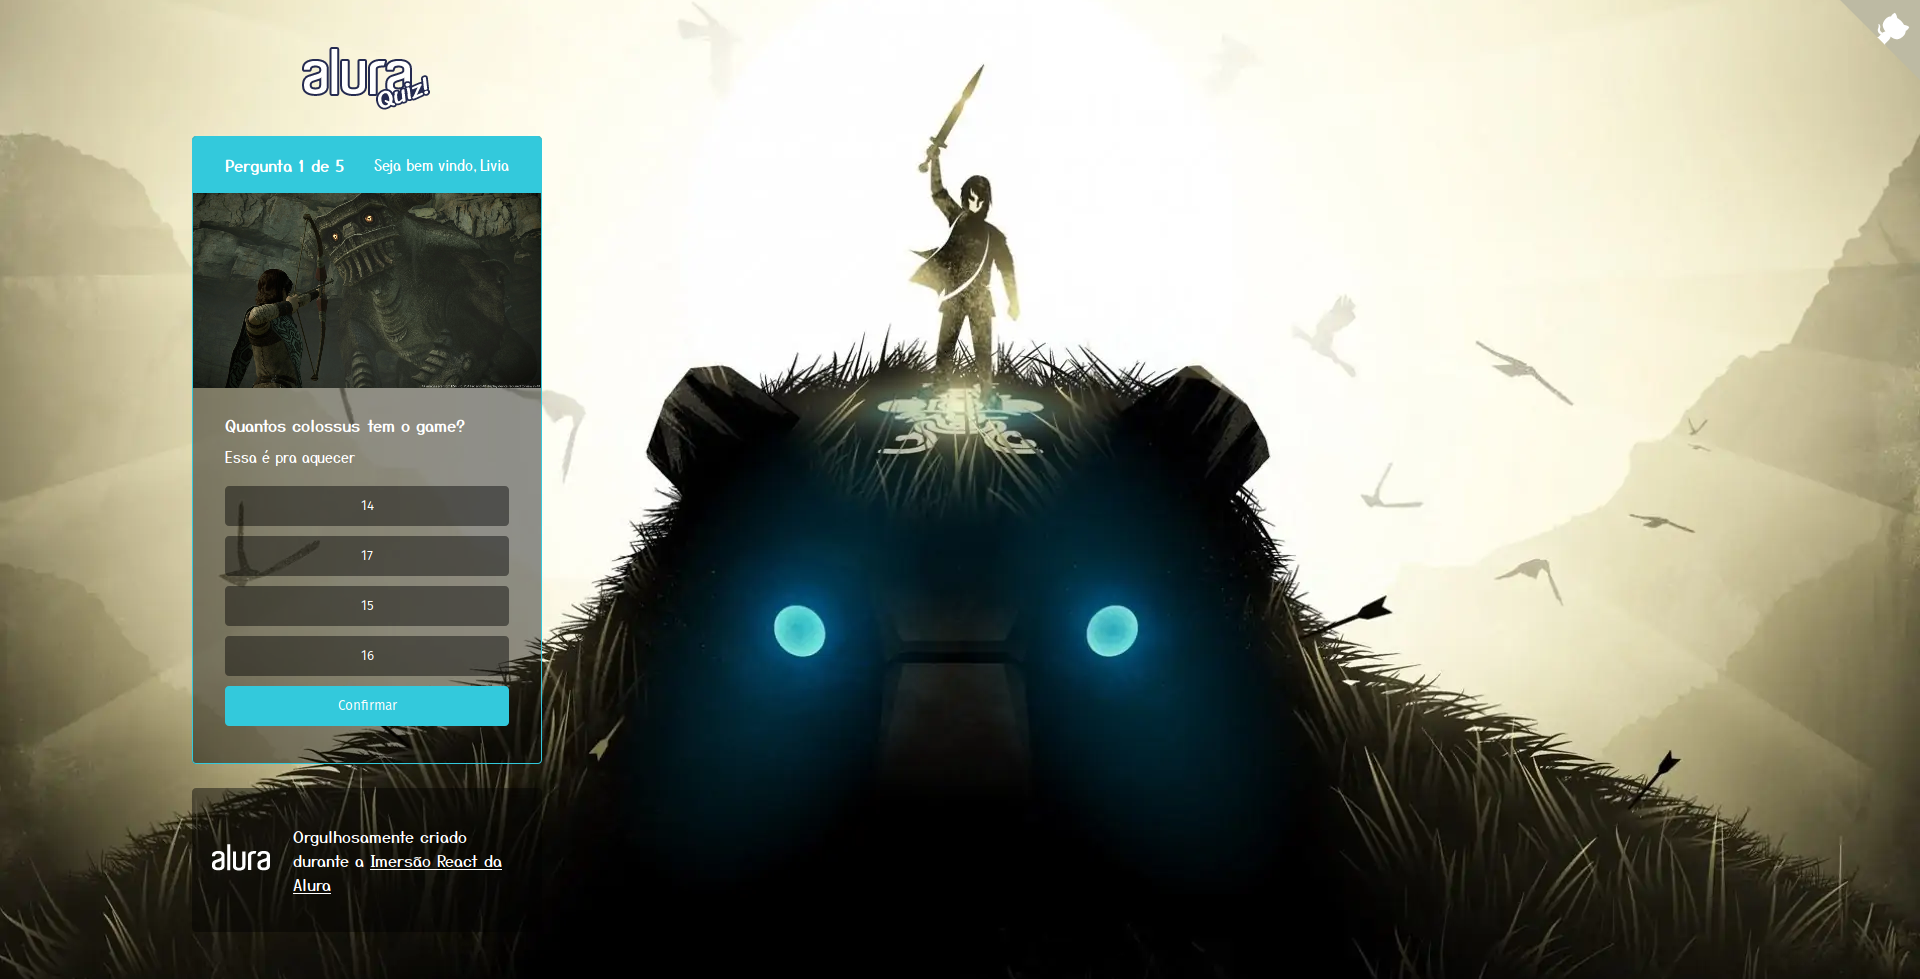 alura
Quiz!
Pergunta 1 de 5
Seja bem vindo, Livia
Quantos colossus tem o game?
Essa é pra aquecer
14
17
15
16
Confirmar
alura
Orgulhosamente criado
durante a Imersão React da
Alura